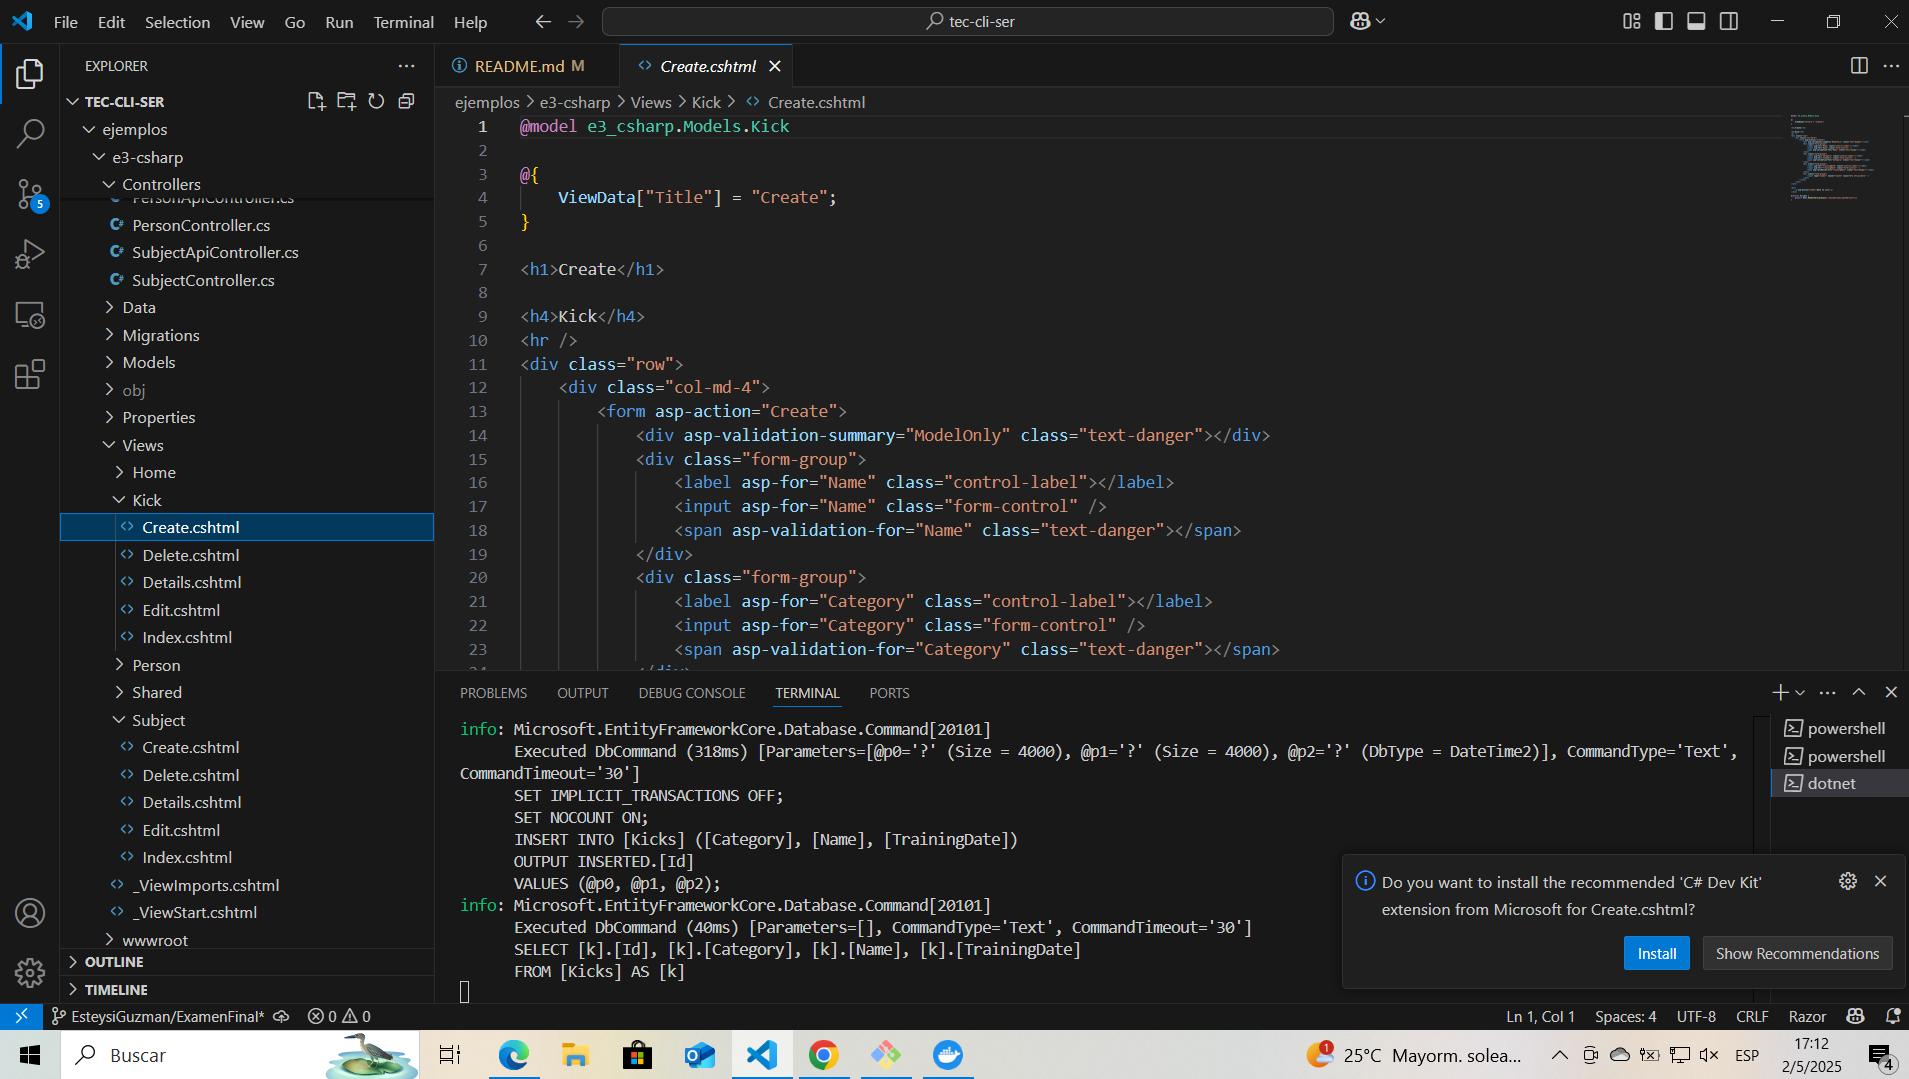 File Edit Selection View Go Run Terminal Help
tec-cli-ser
EXPLORER
TEC-CLI-SER
ejemplos
e3-csharp
Controllers
PersonApiController.cs
PersonController.cs
SubjectApiController.cs
SubjectController.cs
Data
Migrations
Models
obj
Properties
Views
Home
Kick
Create.cshtml
Delete.cshtml
Details.cshtml
Edit.cshtml
Index.cshtml
Person
Shared
Subject
Create.cshtml
Delete.cshtml
Details.cshtml
Edit.cshtml
Index.cshtml
_ViewImports.cshtml
_ViewStart.cshtml
wwwroot
OUTLINE
TIMELINE
5
README.md M
Create.cshtml
ejemplos > e3-csharp > Views > Kick > Create.cshtml
1 @model e3_csharp.Models.Kick
2
3 @{
4 ViewData["Title"] = "Create";
5 }
6
7 <h1>Create</h1>
8
9 <h4>Kick</h4>
10 <hr />
11 <div class="row">
12 <div class="col-md-4">
13 <form asp-action="Create">
14 <div asp-validation-summary="ModelOnly" class="text-danger"></div>
15 <div class="form-group">
16 <label asp-for="Name" class="control-label"></label>
17 <input asp-for="Name" class="form-control" />
18 <span asp-validation-for="Name" class="text-danger"></span>
19 </div>
20 <div class="form-group">
21 <label asp-for="Category" class="control-label"></label>
22 <input asp-for="Category" class="form-control" />
23 <span asp-validation-for="Category" class="text-danger"></span>
24 </div>
PROBLEMS OUTPUT DEBUG CONSOLE TERMINAL PORTS
info: Microsoft.EntityFrameworkCore.Database.Command[20101]
Executed DbCommand (318ms) [Parameters=[@p0='?' (Size = 4000), @p1='?' (Size = 4000), @p2='?' (DbType = DateTime2)], CommandType='Text',
CommandTimeout='30']
SET IMPLICIT_TRANSACTIONS OFF;
SET NOCOUNT ON;
INSERT INTO [Kicks] ([Category], [Name], [TrainingDate])
OUTPUT INSERTED.[Id]
VALUES (@p0, @p1, @p2);
info: Microsoft.EntityFrameworkCore.Database.Command[20101]
Executed DbCommand (40ms) [Parameters=[], CommandType='Text', CommandTimeout='30']
SELECT [k].[Id], [k].[Category], [k].[Name], [k].[TrainingDate]
FROM [Kicks] AS [k]
powershell
powershell
dotnet
Do you want to install the recommended 'C# Dev Kit'
extension from Microsoft for Create.cshtml?
Install Show Recommendations
EsteysiGuzman/ExamenFinal* 0 0
Ln 1, Col 1 Spaces: 4 UTF-8 CRLF Razor
Buscar
1
25°C Mayorm. solea...
ESP
17:12
2/5/2025
4